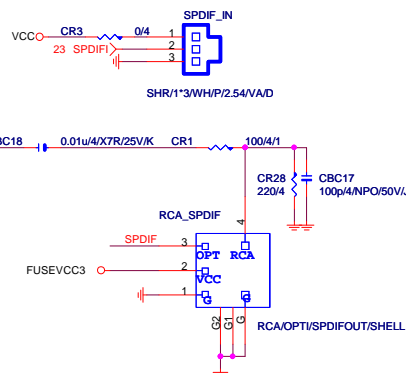 SPDIF_IN
VCC CR3 0/4 1
23 SPDIFI 2
3
SHR/1*3/WH/P/2.54/VA/D
BC18 0.01u/4/X7R/25V/K CR1 100/4/1
CR28 CBC17
220/4 100p/4/NPO/50V/J
RCA_SPDIF
4
SPDIF 3 OPT RCA
FUSEVCC3 2 VCC
1 G G
G2 G1 G
RCA/OPTI/SPDIFOUT/SHELL